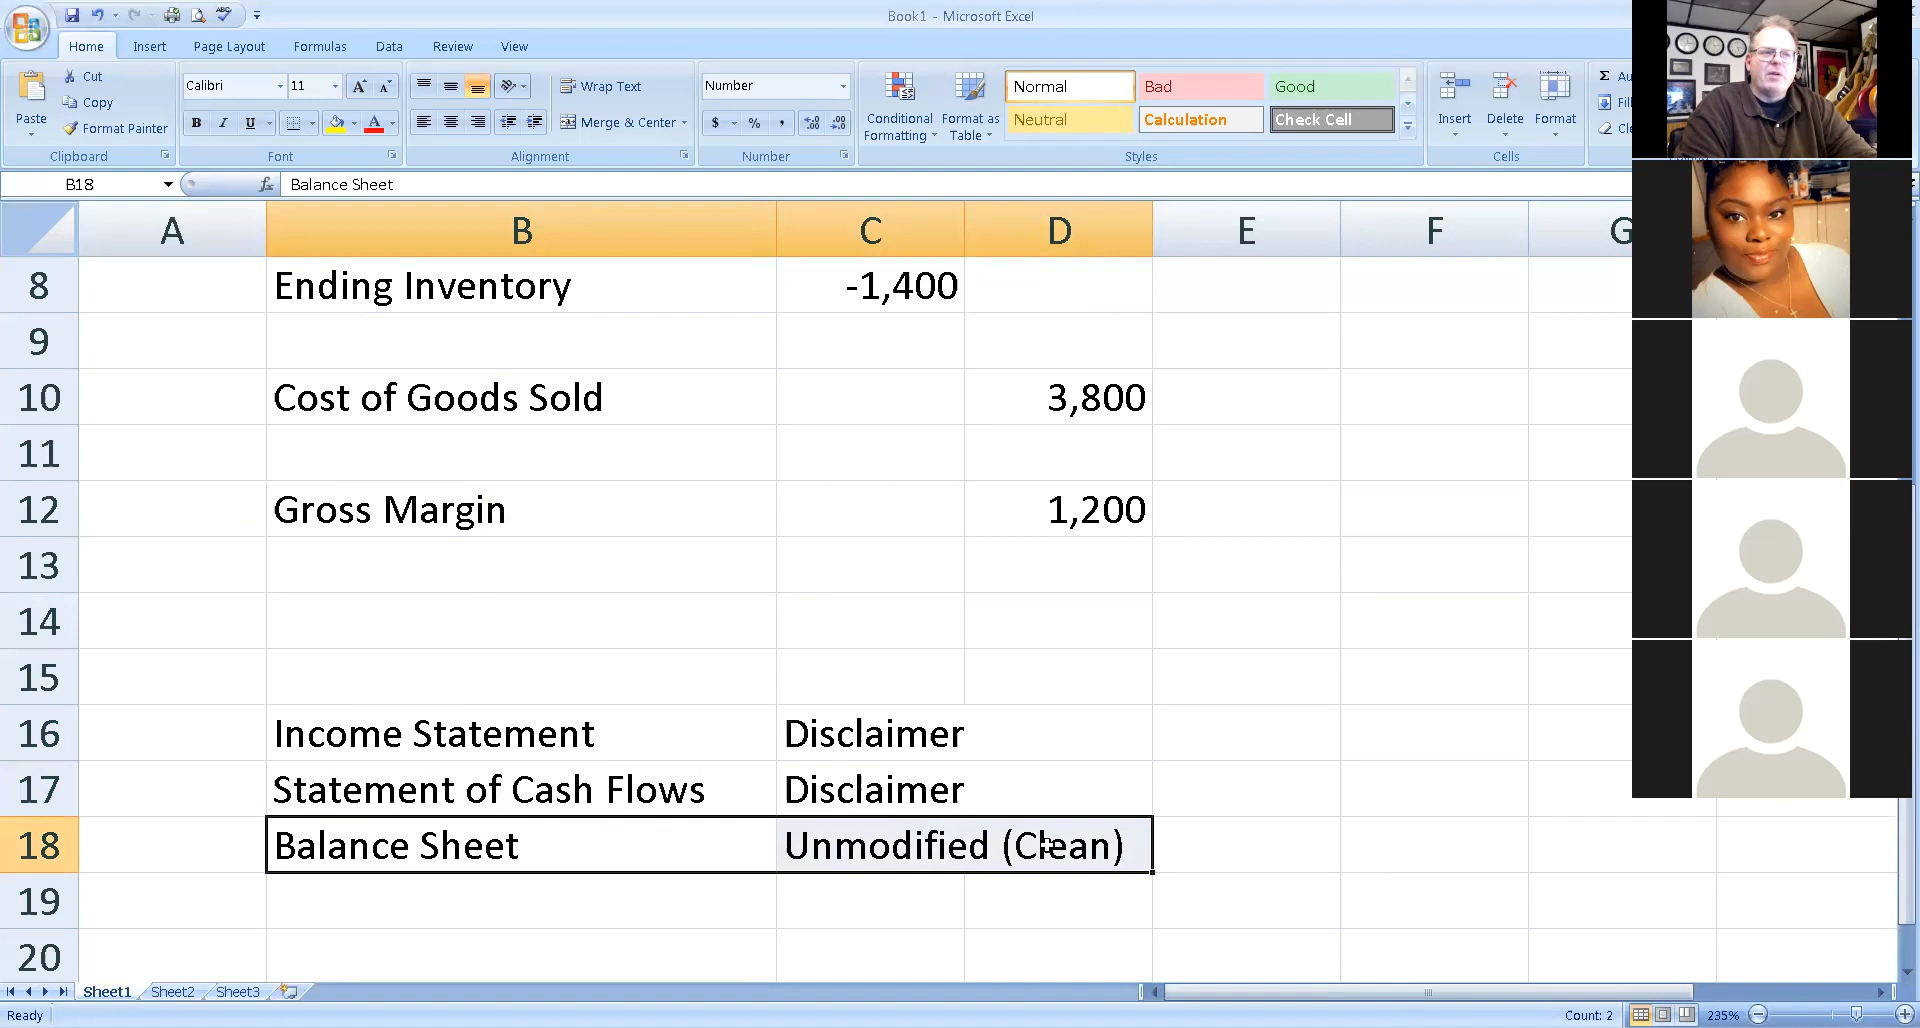 Book1 - Microsoft Excel
Home Insert Page Layout Formulas Data Review View
Paste
Cut
Copy
Format Painter
Clipboard
Calibri 11
B I U
A
Font
Wrap Text
Merge & Center
Alignment
Number
$ % ,
Number
Conditional Formatting
Format as Table
Normal Bad Good
Neutral Calculation Check Cell
Styles
Insert Delete Format
Cells
Σ Au
Fil
Cle
B18 fx Balance Sheet
A B C D E F G
8 Ending Inventory -1,400
9
10 Cost of Goods Sold 3,800
11
12 Gross Margin 1,200
13
14
15
16 Income Statement Disclaimer
17 Statement of Cash Flows Disclaimer
18 Balance Sheet Unmodified (Clean)
19
20
Sheet1 Sheet2 Sheet3
Ready Count: 2 235%